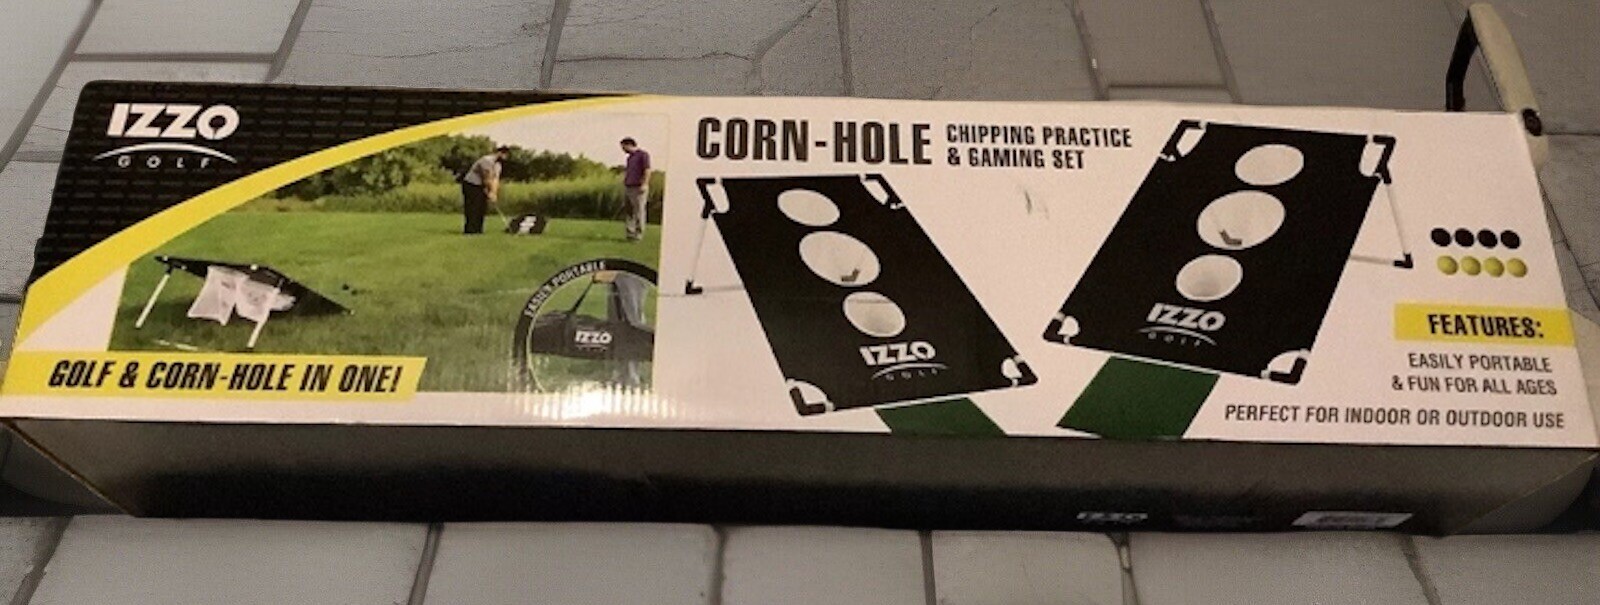 IZZO
GOLF
CORN-HOLE
CHIPPING PRACTICE
& GAMING SET
EASILY PORTABLE
IZZO
IZZO
GOLF
IZZO
GOLF
GOLF & CORN-HOLE IN ONE!
FEATURES:
EASILY PORTABLE
& FUN FOR ALL AGES
PERFECT FOR INDOOR OR OUTDOOR USE
IZZO